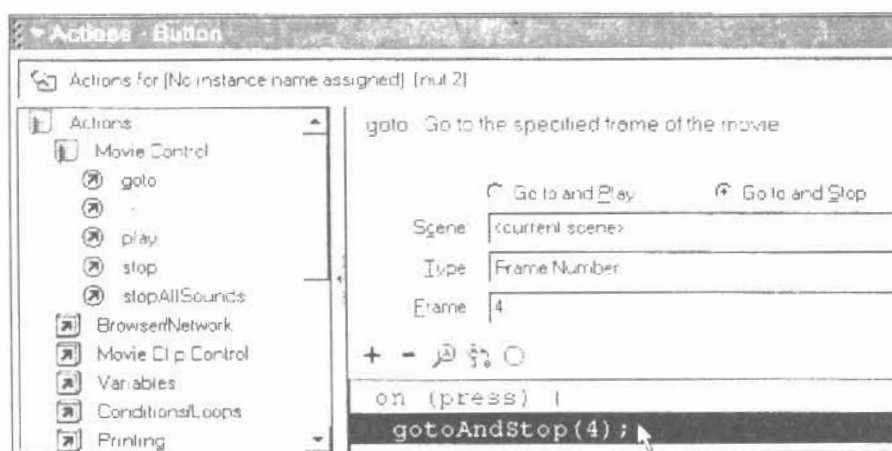 Actions - Button
Actions for [No instance name assigned] (nut 2)
Actions
Movie Control
goto
play
stop
stopAllSounds
Browser/Network
Movie Clip Control
Variables
Conditions/Loops
Printing
goto Go to the specified frame of the movie
Go to and Play Go to and Stop
Scene <current scene>
Type Frame Number
Frame 4
on (press) {
gotoAndStop(4);